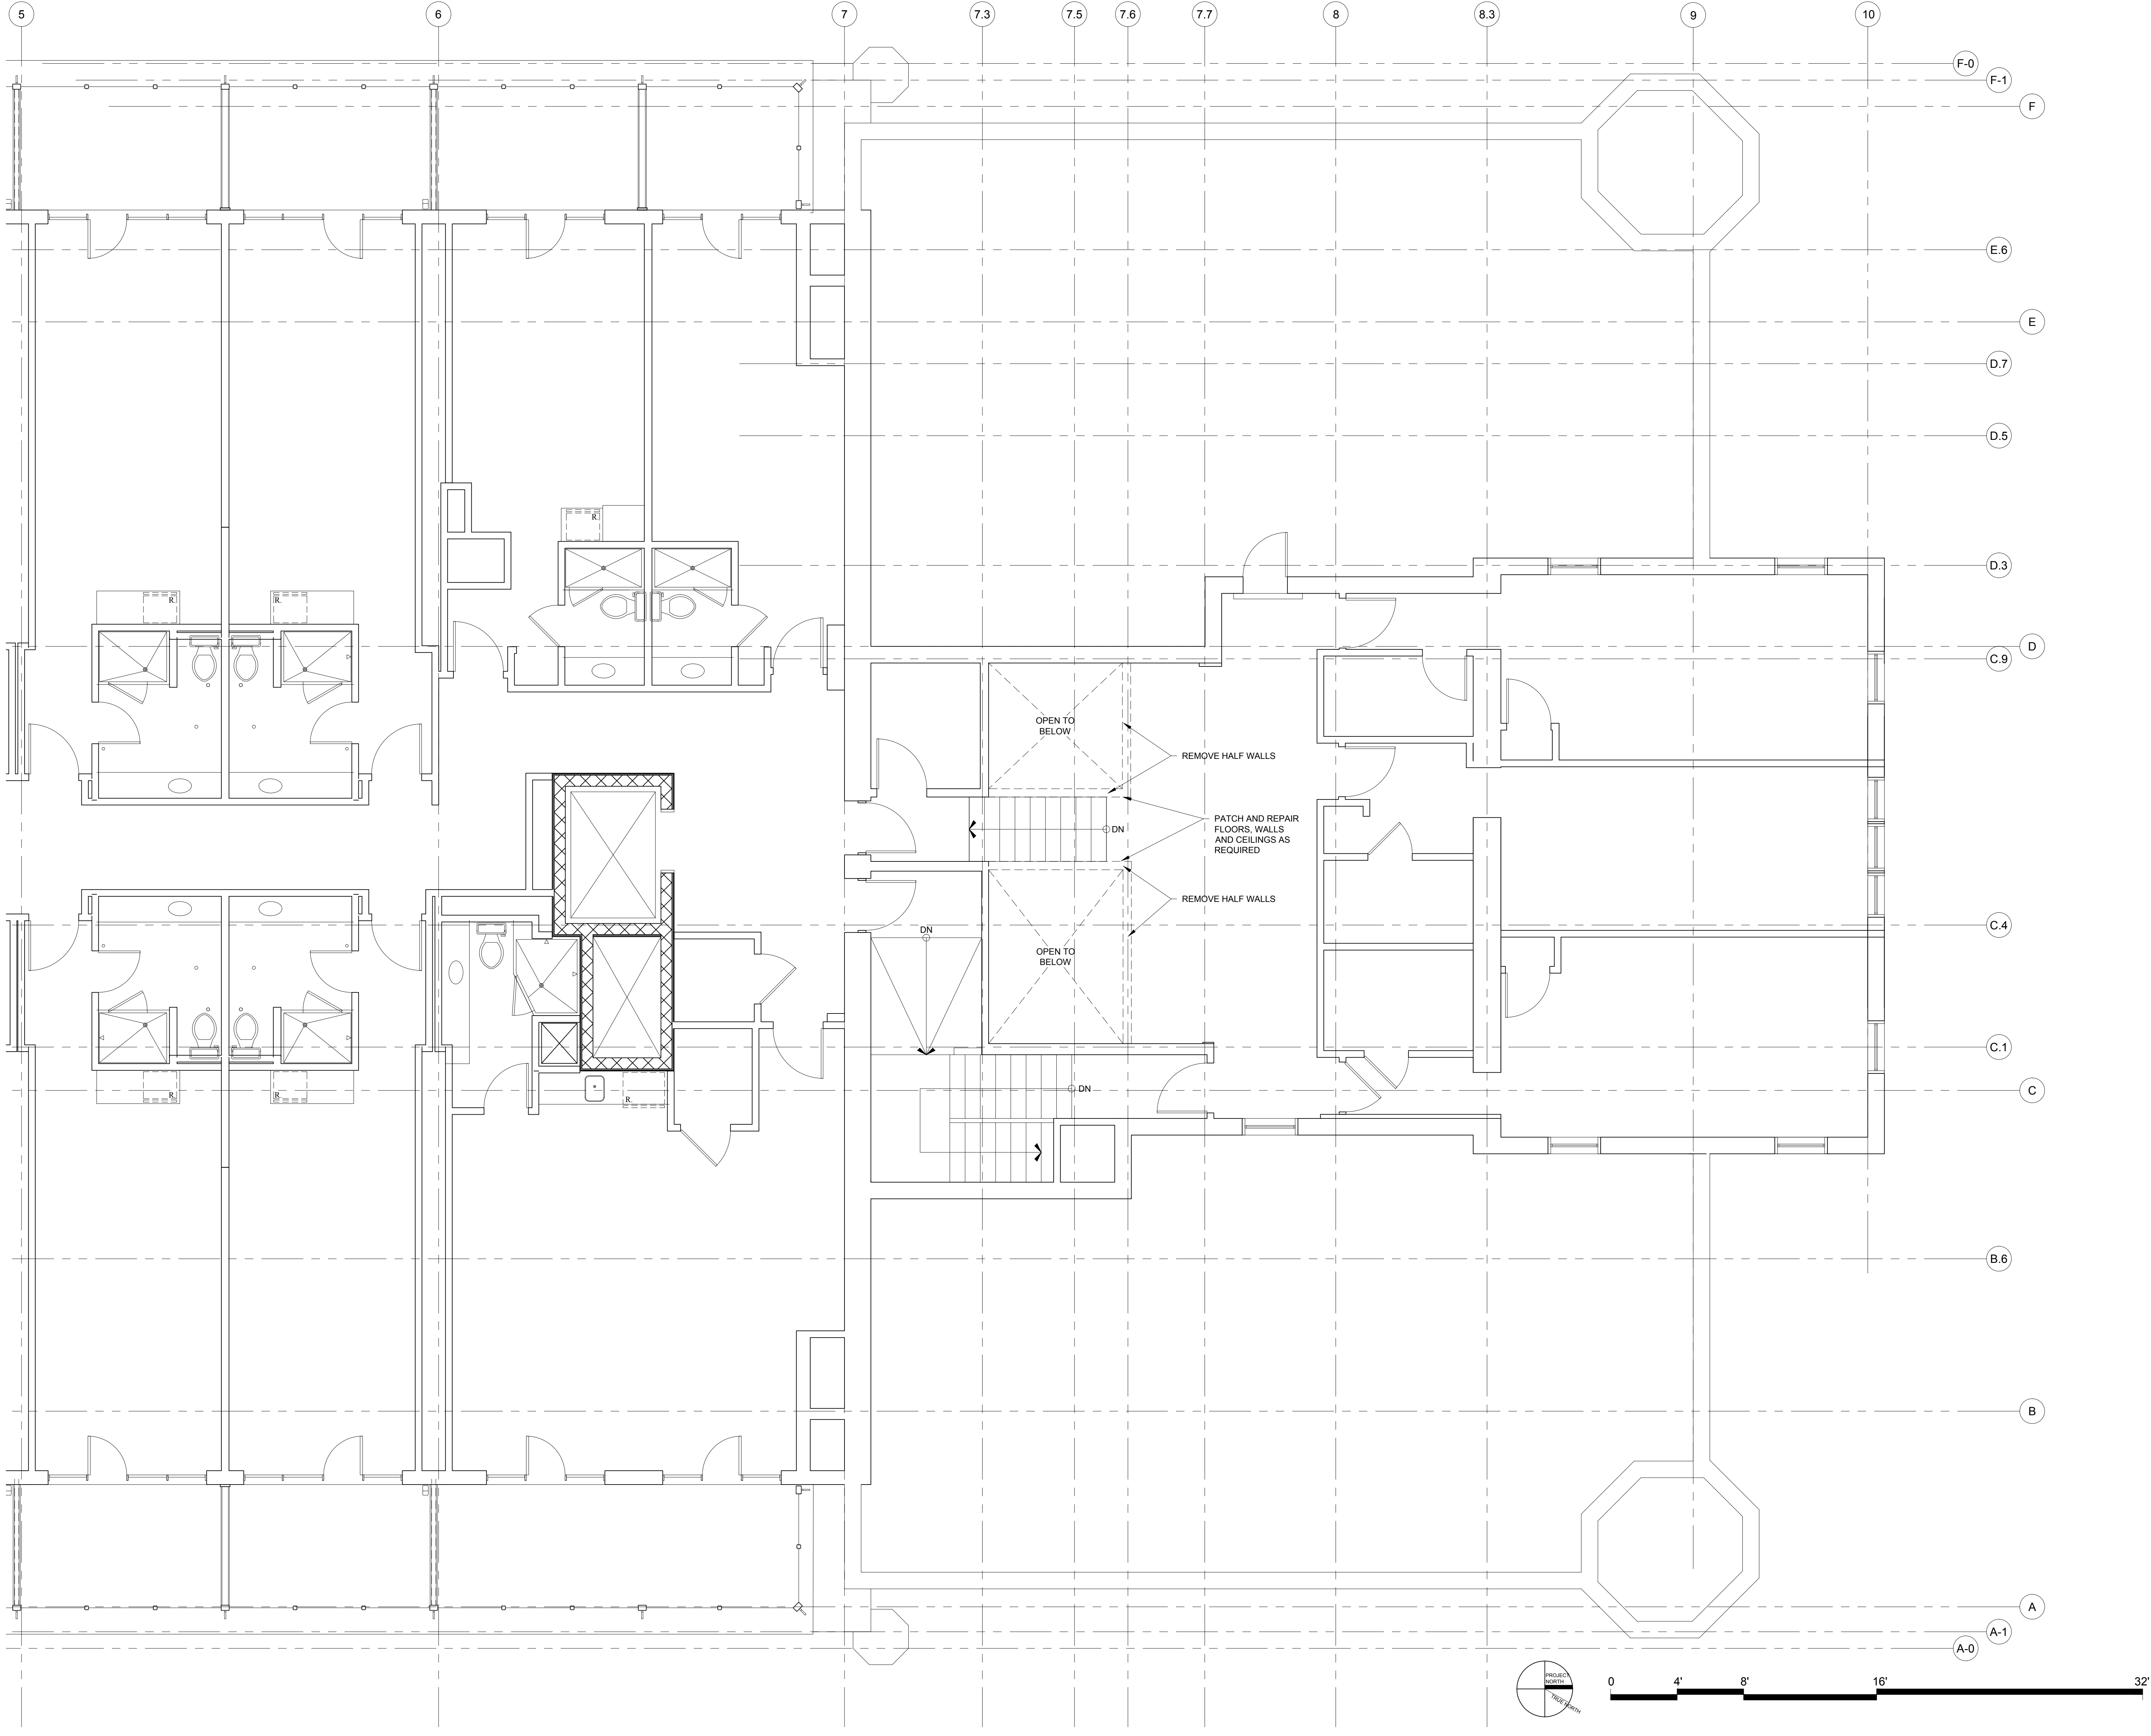 5
6
7
7.3
7.5
7.6
7.7
8
8.3
9
10
F-0
F-1
F
E.6
E
D.7
D.5
R.
D.3
R.
R.
D
C.9
OPEN TO
BELOW
REMOVE HALF WALLS
PATCH AND REPAIR
FLOORS, WALLS
AND CEILINGS AS
REQUIRED
DN
REMOVE HALF WALLS
C.4
DN
OPEN TO
BELOW
C.1
DN
C
R.
R.
R.
B.6
B
A
A-1
A-0
PROJECT
NORTH
TRUE NORTH
0
4'
8'
16'
32'